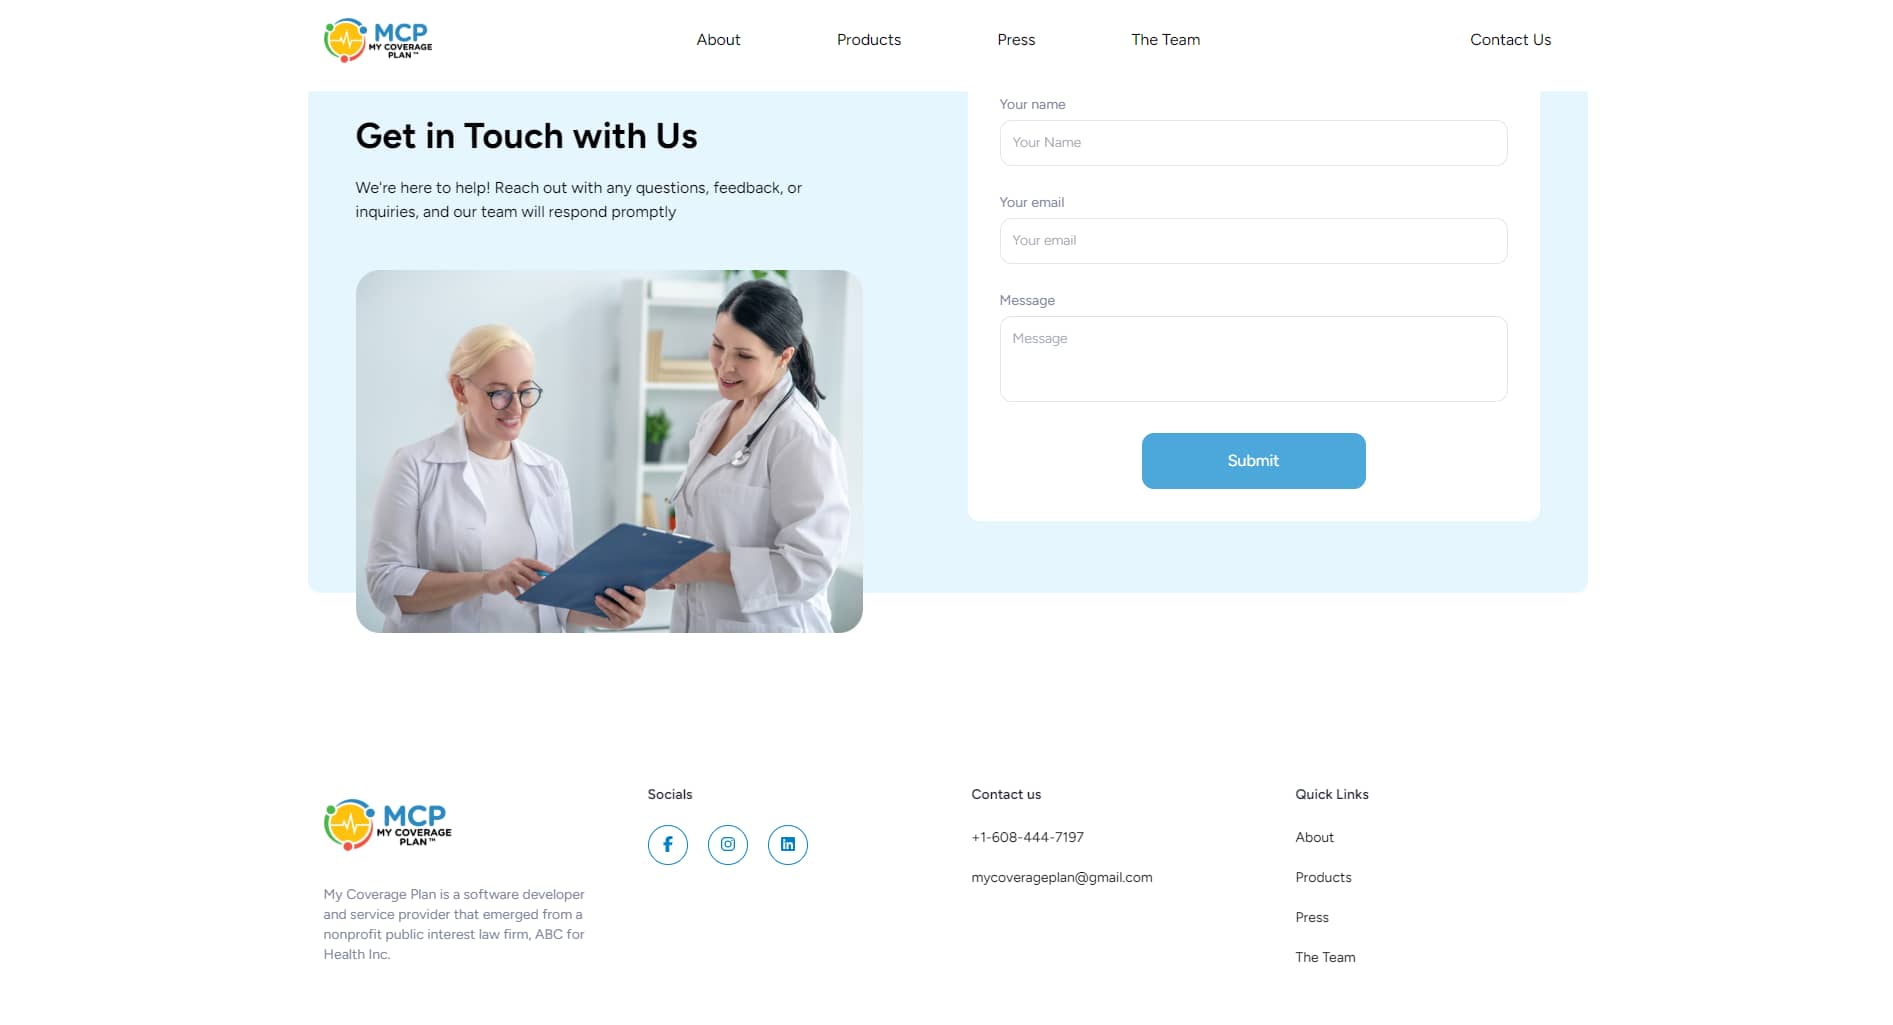 MCP
MY COVERAGE
PLAN™
About
Products
Press
The Team
Contact Us
Get in Touch with Us
We're here to help! Reach out with any questions, feedback, or
inquiries, and our team will respond promptly
Your name
Your Name
Your email
Your email
Message
Message
Submit
MCP
MY COVERAGE
PLAN™
My Coverage Plan is a software developer
and service provider that emerged from a
nonprofit public interest law firm, ABC for
Health Inc.
Socials
Contact us
+1-608-444-7197
mycoverageplan@gmail.com
Quick Links
About
Products
Press
The Team